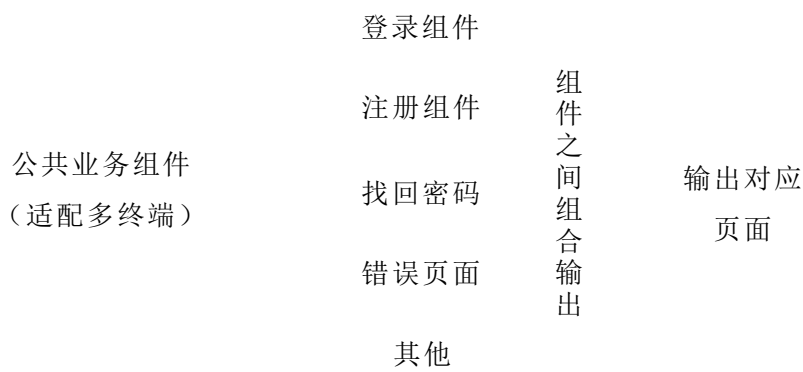 公共业务组件
（适配多终端）
登录组件
注册组件
找回密码
错误页面
其他
组件之间组合输出
输出对应
页面